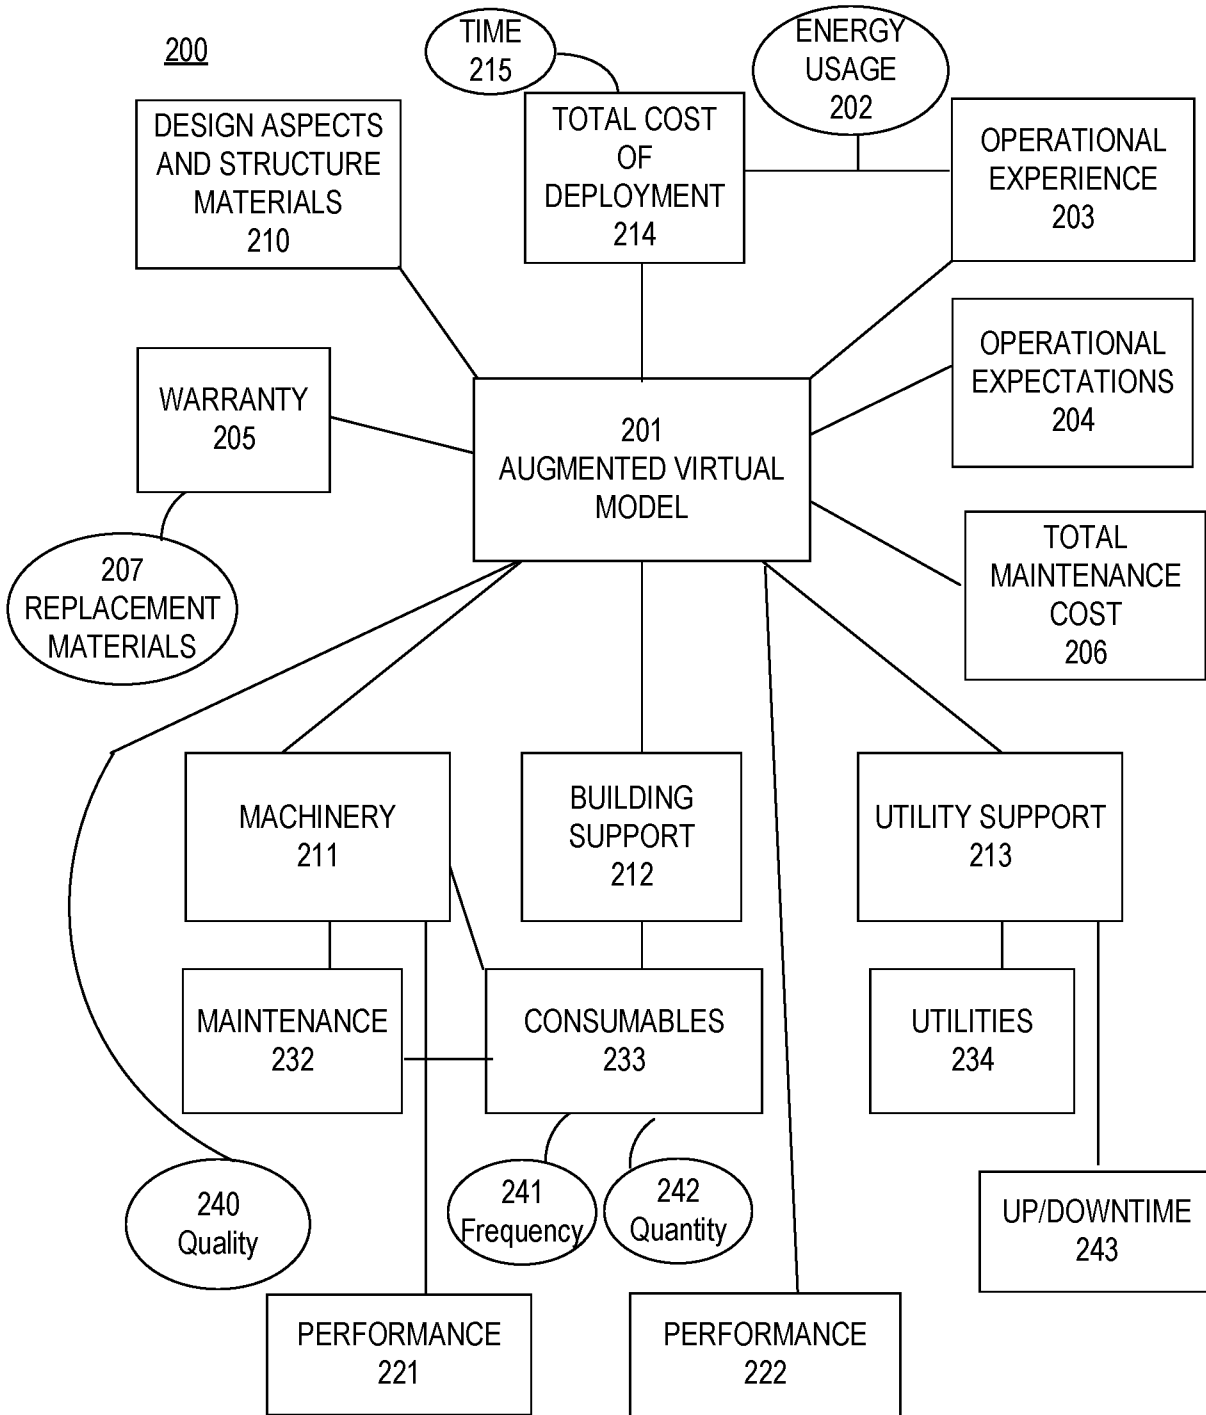 200
TIME
215
ENERGY
USAGE
202
DESIGN ASPECTS
AND STRUCTURE
MATERIALS
210
TOTAL COST
OF
DEPLOYMENT
214
OPERATIONAL
EXPERIENCE
203
WARRANTY
205
201
AUGMENTED VIRTUAL
MODEL
OPERATIONAL
EXPECTATIONS
204
207
REPLACEMENT
MATERIALS
TOTAL
MAINTENANCE
COST
206
MACHINERY
211
BUILDING
SUPPORT
212
UTILITY SUPPORT
213
MAINTENANCE
232
CONSUMABLES
233
UTILITIES
234
240
Quality
241
Frequency
242
Quantity
UP/DOWNTIME
243
PERFORMANCE
221
PERFORMANCE
222